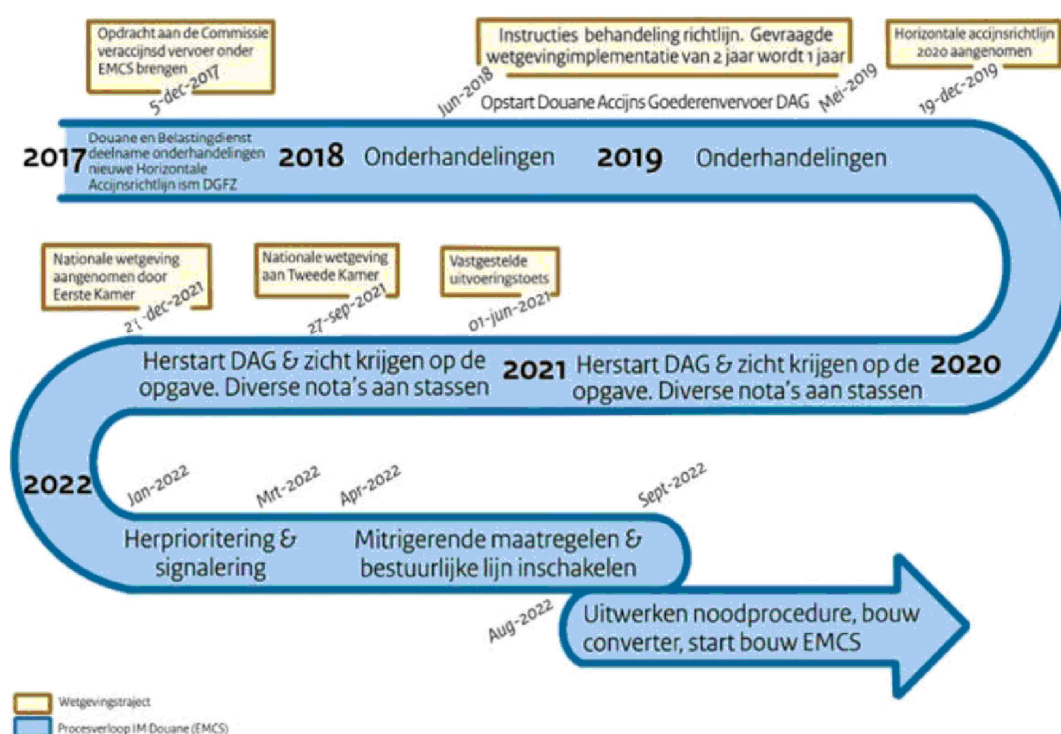 Opdracht aan de Commissie
veraccijnsd vervoer onder
EMCS brengen
5-dec-2017
Jun-2018
Instructies behandeling richtlijn. Gevraagde
wetgevingimplementatie van 2 jaar wordt 1 jaar
Opstart Douane Accijns Goederenvervoer DAG
Mei-2019
Horizontale accijnsrichtlijn
2020 aangenomen
19-dec-2019
2017
Douane en Belastingdienst
deelname onderhandelingen
nieuwe Horizontale
Accijnsrichtlijn ism DGFZ
2018
Onderhandelingen
2019
Onderhandelingen
Nationale wetgeving
aangenomen door
Eerste Kamer
Nationale wetgeving
aan Tweede Kamer
27-sep-2021
Vastgestelde
uitvoeringstoets
01-jun-2021
Herstart DAG & zicht krijgen op de
opgave. Diverse nota's aan stassen
2021
Herstart DAG & zicht krijgen op de
opgave. Diverse nota's aan stassen
2020
2022
Jan-2022
Mrt-2022
Apr-2022
Sept-2022
Herprioritering &
signalering
Mitrigerende maatregelen &
bestuurlijke lijn inschakelen
Aug-2022
Uitwerken noodprocedure, bouw
converter, start bouw EMCS
Wetgevingstraject
Procesverloop IM Douane (EMCS)